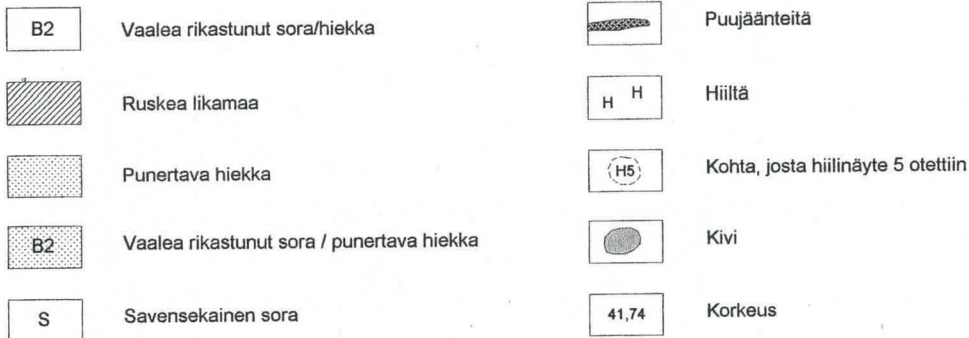 B2 Vaalea rikastunut sora/hiekka
Ruskea likamaa
Punertava hiekka
B2 Vaalea rikastunut sora / punertava hiekka
S Savensekainen sora
Puujäänteitä
H H Hiiltä
H5 Kohta, josta hiilinäyte 5 otettiin
Kivi
41,74 Korkeus